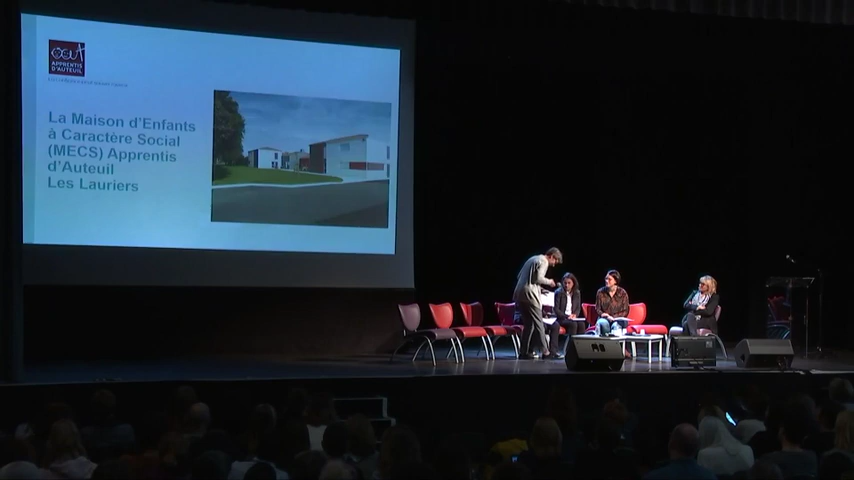 APPRENTIS
D'AUTEUIL
La Maison d'Enfants
à Caractère Social
(MECS) Apprentis
d'Auteuil
Les Lauriers